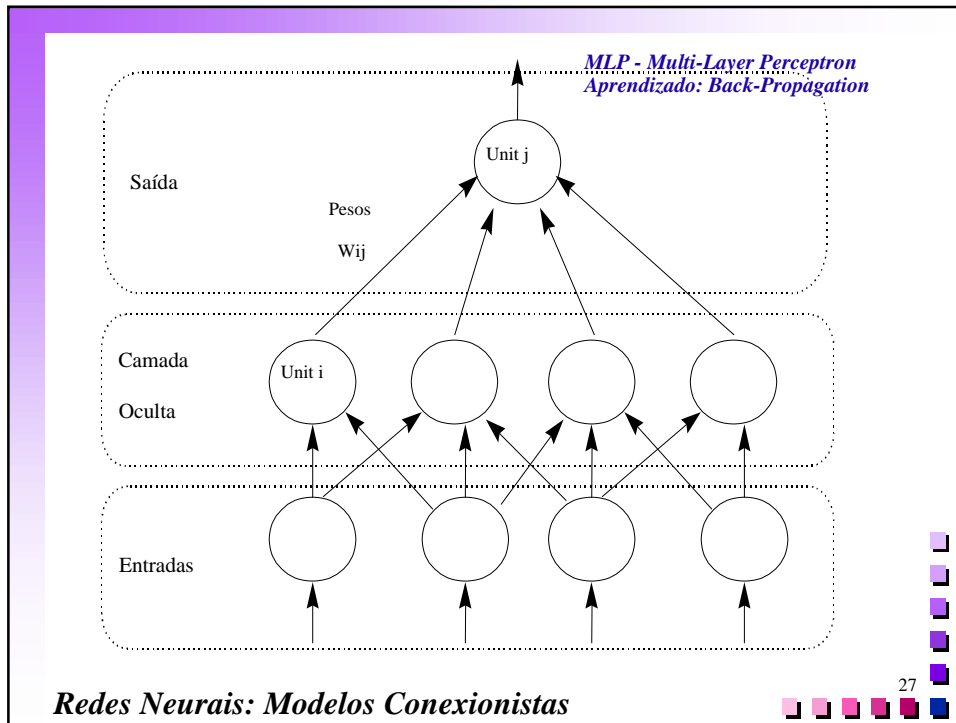 MLP - Multi-Layer Perceptron
Aprendizado: Back-Propagation
Unit j
Saída
Pesos
Wij
Camada
Unit i
Oculta
Entradas
Redes Neurais: Modelos Conexionistas
27